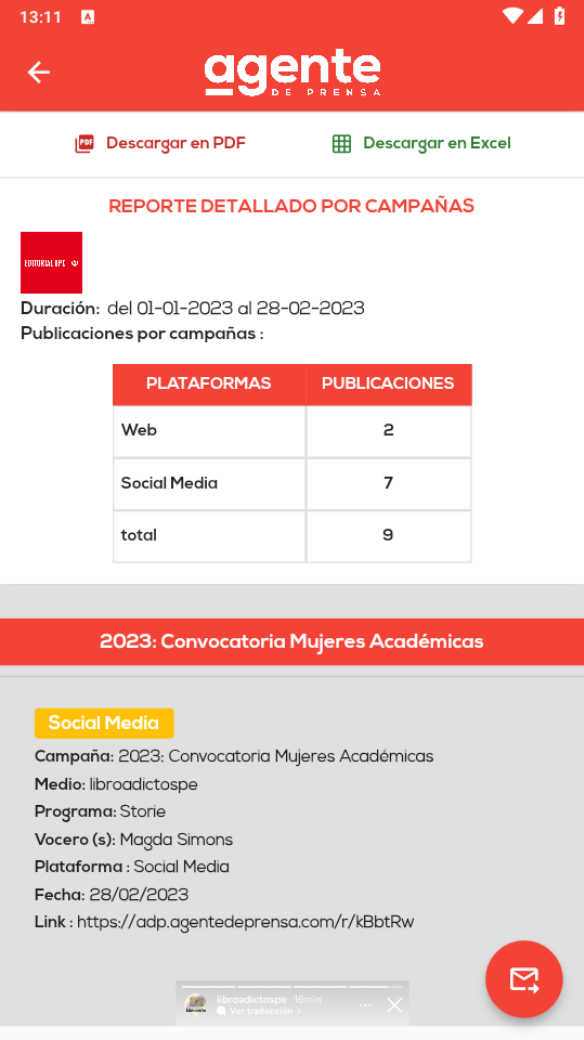 13:11
agente
DE PRENSA
Descargar en PDF
Descargar en Excel
REPORTE DETALLADO POR CAMPAÑAS
EDITORIAL UPC
Duración: del 01-01-2023 al 28-02-2023
Publicaciones por campañas :
PLATAFORMAS PUBLICACIONES
Web 2
Social Media 7
total 9
2023: Convocatoria Mujeres Académicas
Social Media
Campaña: 2023: Convocatoria Mujeres Académicas
Medio: libroadictospe
Programa: Storie
Vocero (s): Magda Simons
Plataforma : Social Media
Fecha: 28/02/2023
Link : https://adp.agentedeprensa.com/r/kBbtRw
libroadictospe 16min
Ver traducción >